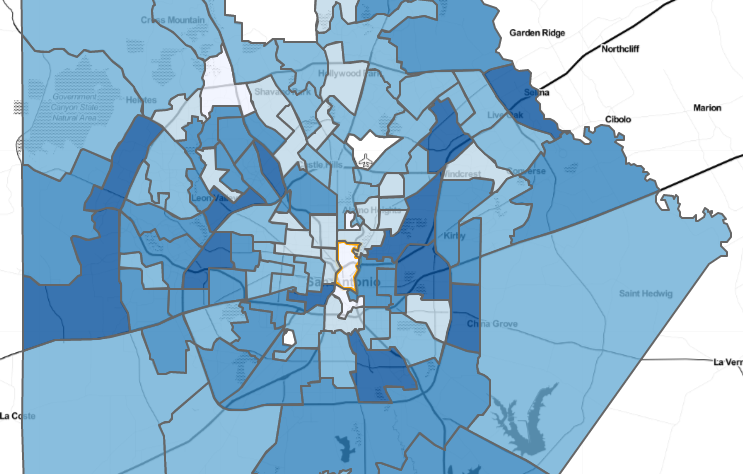 Cross Mountain
Garden Ridge
Northcliff
Hollywood Park
Government
Canyon State
Natural Area
Helotes
Shavano Park
Selma
Marion
Live Oak
Cibolo
Castle Hills
Windcrest
Converse
Leon Valley
Alamo Heights
Kirby
San Antonio
Saint Hedwig
China Grove
La Vern
La Coste